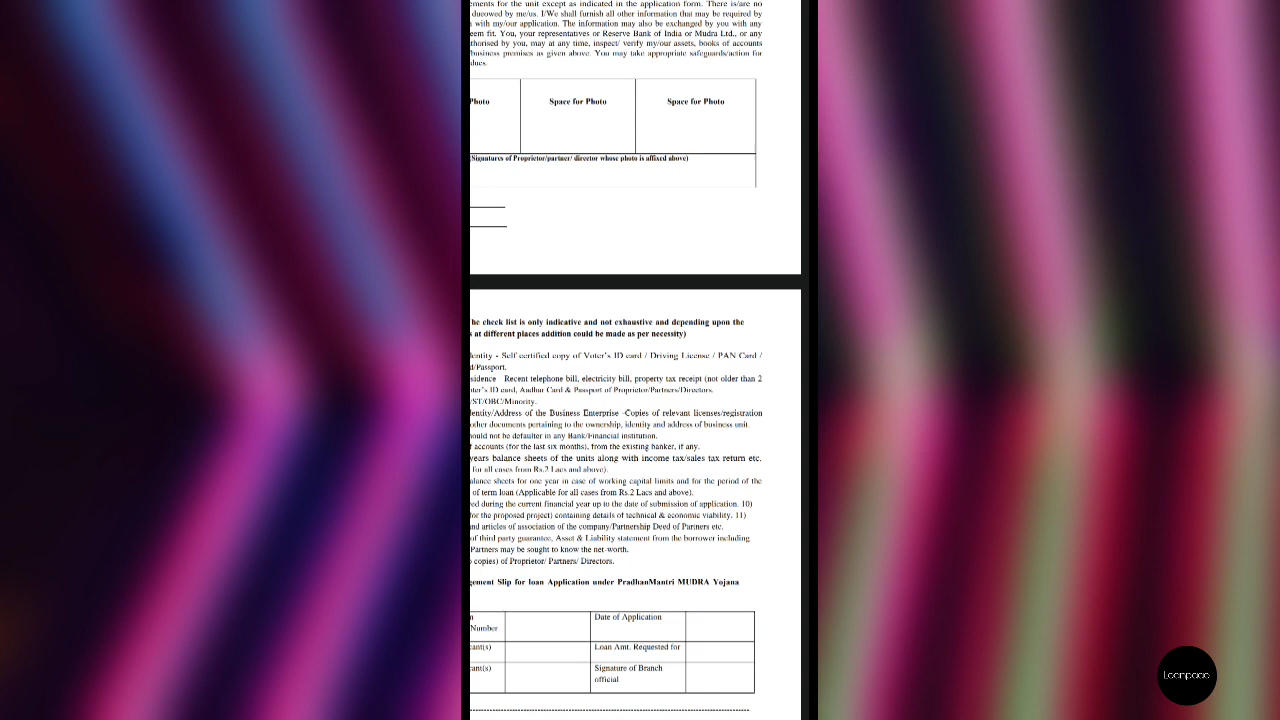 ements for the unit except as indicated in the application form. There is/are no
dueowed by me/us. I/We shall furnish all other information that may be required by
with my/our application. The information may also be exchanged by you with any
eem fit. You, your representatives or Reserve Bank of India or Mudra Ltd., or any
thorised by you, may at any time, inspect/ verify my/our assets, books of accounts
business premises as given above. You may take appropriate safeguards/action for
dues.
Photo Space for Photo Space for Photo
(Signatures of Proprietor/partner/ director whose photo is affixed above)
he check list is only indicative and not exhaustive and depending upon the
s at different places addition could be made as per necessity)
dentity - Self certified copy of Voter's ID card / Driving License / PAN Card /
d/Passport.
sidence Recent telephone bill, electricity bill, property tax receipt (not older than 2
ter's ID card, Aadhar Card & Passport of Proprietor/Partners/Directors.
/ST/OBC/Minority.
dentity/Address of the Business Enterprise -Copies of relevant licenses/registration
other documents pertaining to the ownership, identity and address of business unit.
hould not be defaulter in any Bank/Financial institution.
f accounts (for the last six months), from the existing banker, if any.
years balance sheets of the units along with income tax/sales tax return etc.
for all cases from Rs.2 Lacs and above).
alance sheets for one year in case of working capital limits and for the period of the
of term loan (Applicable for all cases from Rs.2 Lacs and above).
ed during the current financial year up to the date of submission of application. 10)
for the proposed project) containing details of technical & economic viability. 11)
nd articles of association of the company/Partnership Deed of Partners etc.
of third party guarantee, Asset & Liability statement from the borrower including
Partners may be sought to know the net-worth.
copies) of Proprietor/ Partners/ Directors.
gement Slip for loan Application under PradhanMantri MUDRA Yojana
n Date of Application
Number
cant(s) Loan Amt. Requested for
cant(s) Signature of Branch
official
Loanpaac